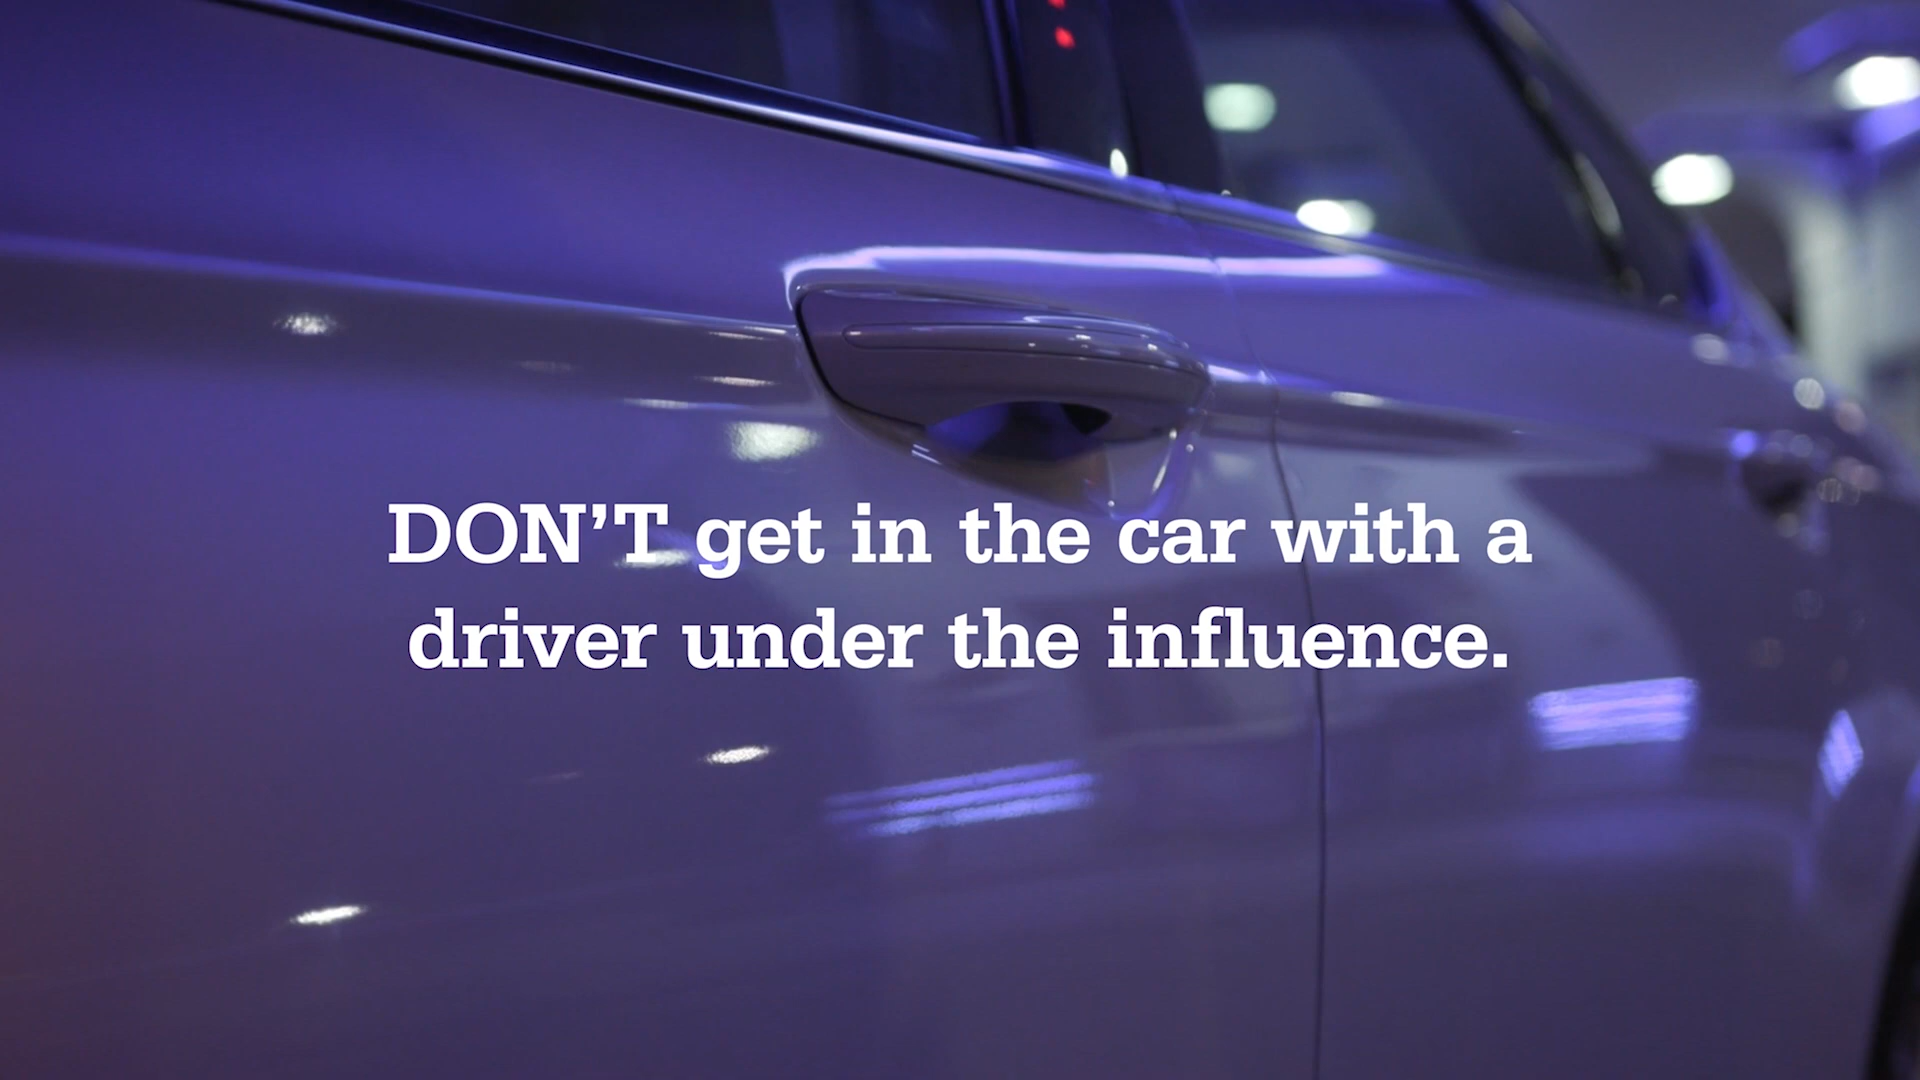 DON’T get in the car with a
driver under the influence.